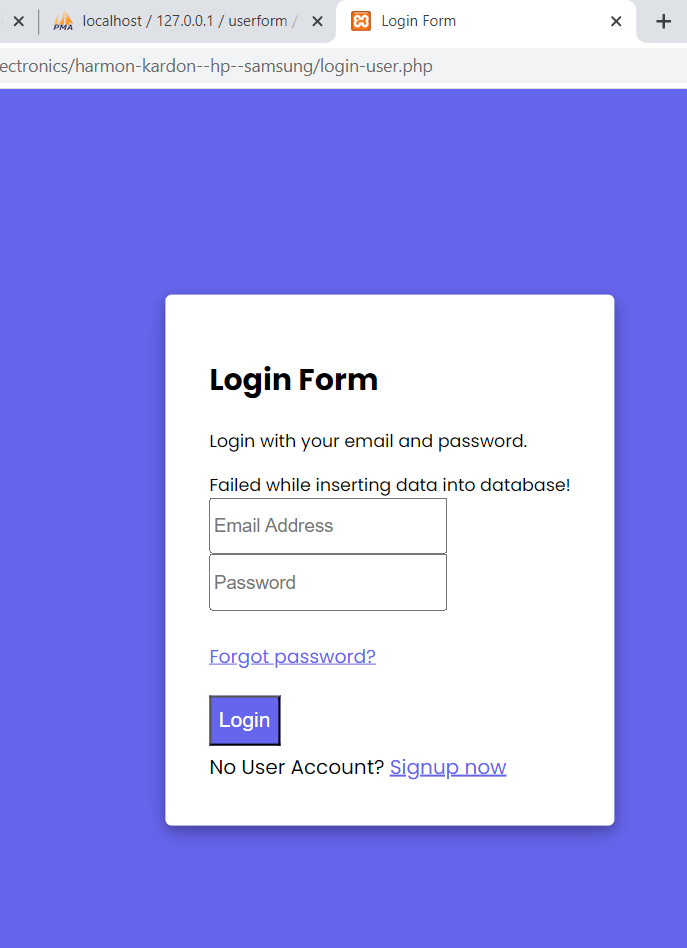 PMA localhost / 127.0.0.1 / userform / Login Form
ectronics/harmon-kardon--hp--samsung/login-user.php
Login Form
Login with your email and password.
Failed while inserting data into database!
Email Address
Password
Forgot password?
Login
No User Account? Signup now